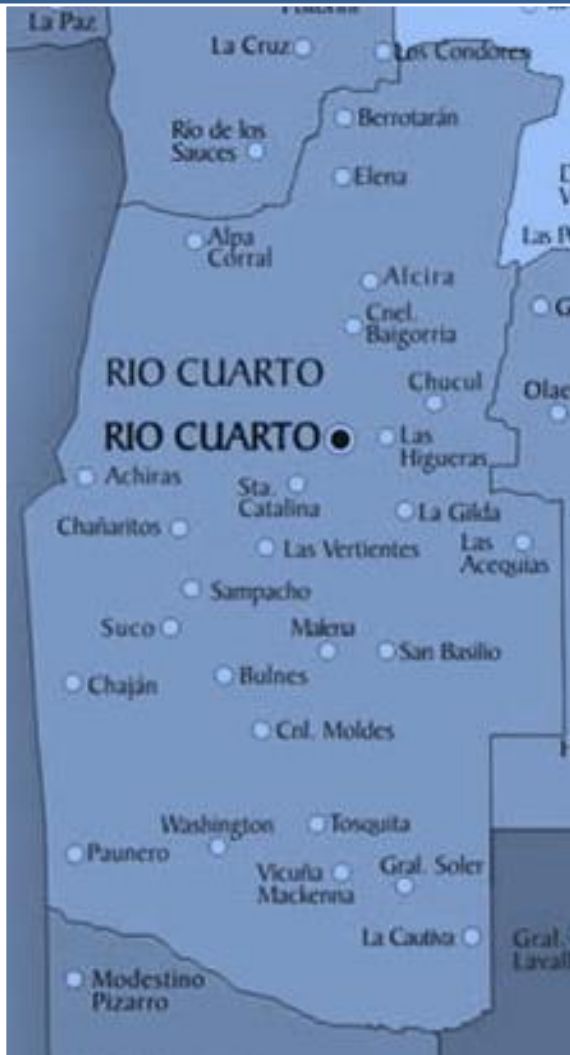 La Paz
La Cruz
Los Condores
Berrotarán
Río de los
Sauces
Elena
Alpa
Corral
Alcira
Cnel.
Baigorria
RIO CUARTO
Chucul
RIO CUARTO
Las
Higueras
Achiras
Sta.
Catalina
La Gilda
Chañaritos
Las Vertientes
Las
Acequias
Sampacho
Suco
Malena
San Basilio
Chaján
Bulnes
Cnl. Moldes
Washington
Tosquita
Paunero
Vicuña
Mackenna
Gral. Soler
La Cautiva
Gral.
Modestino
Pizarro